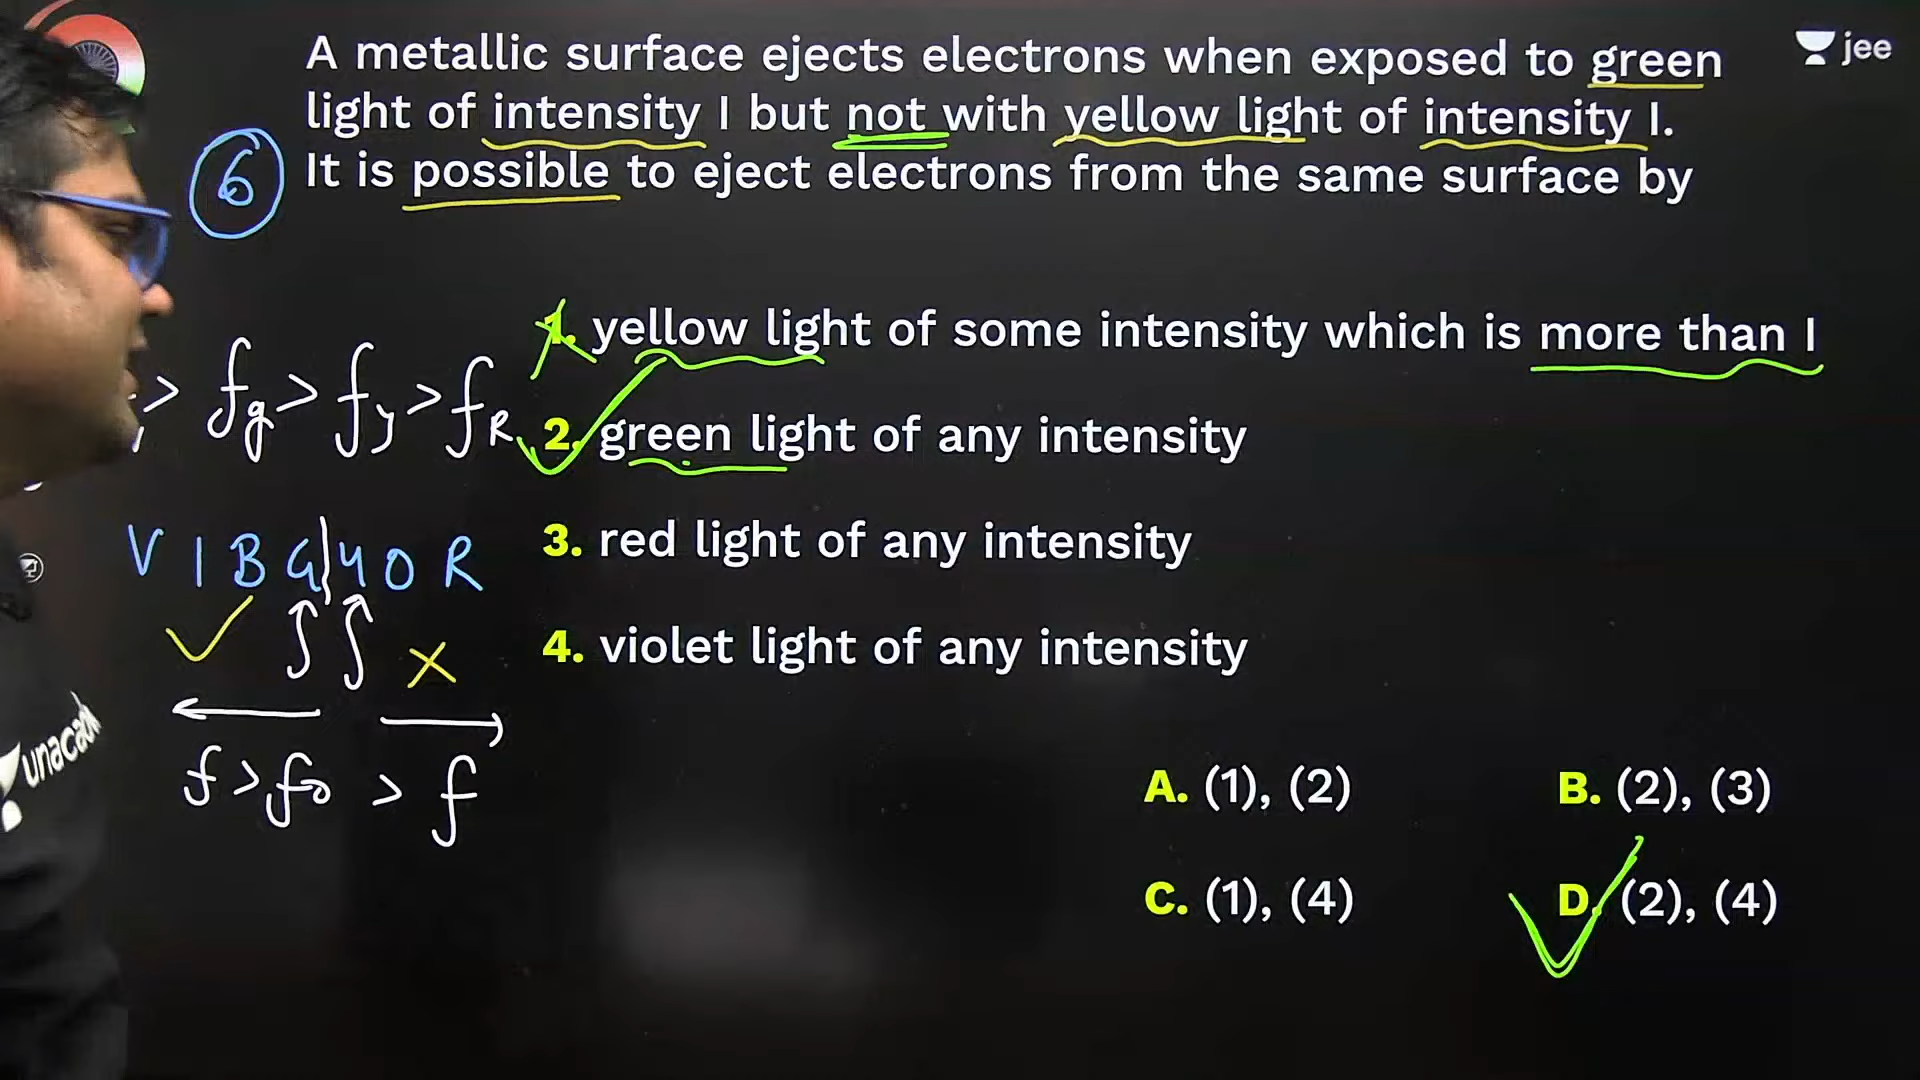 jee
A metallic surface ejects electrons when exposed to green
light of intensity I but not with yellow light of intensity I.
It is possible to eject electrons from the same surface by
6
1. yellow light of some intensity which is more than I
> fg > fy > fR
2. green light of any intensity
V I B G Y O R
3. red light of any intensity
4. violet light of any intensity
X
f > f0 > f
A. (1), (2)
B. (2), (3)
C. (1), (4)
D. (2), (4)